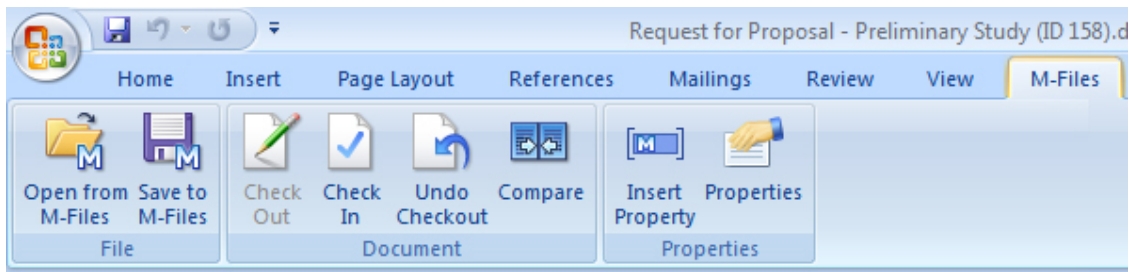 Request for Proposal - Preliminary Study (ID 158).d
Home Insert Page Layout References Mailings Review View M-Files
Open from M-Files
Save to M-Files
Check Out
Check In
Undo Checkout
Compare
Insert Property
Properties
File Document Properties